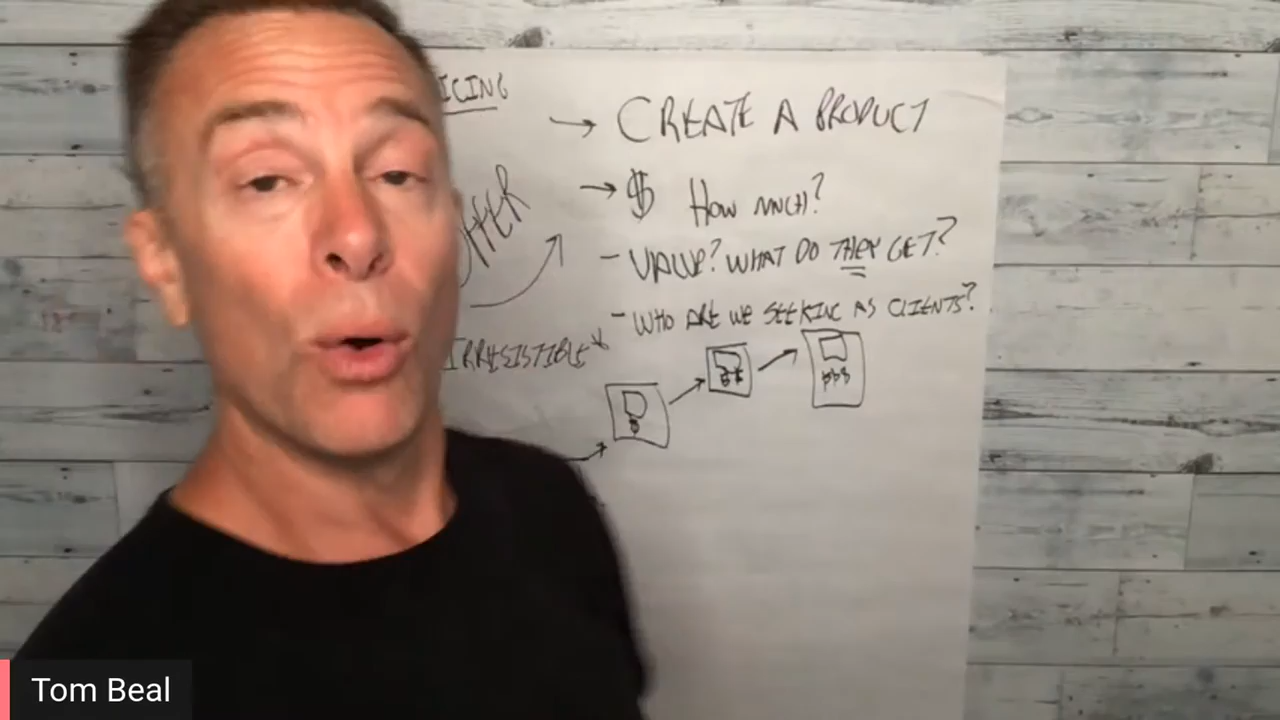 ICING
→ CREATE A PRODUCT
OFFER
→ $ HOW MUCH?
- VALUE? WHAT DO THEY GET?
- WHO ARE WE SEEKING AS CLIENTS?
IRRESISTIBLE
$
$$
$$$
Tom Beal